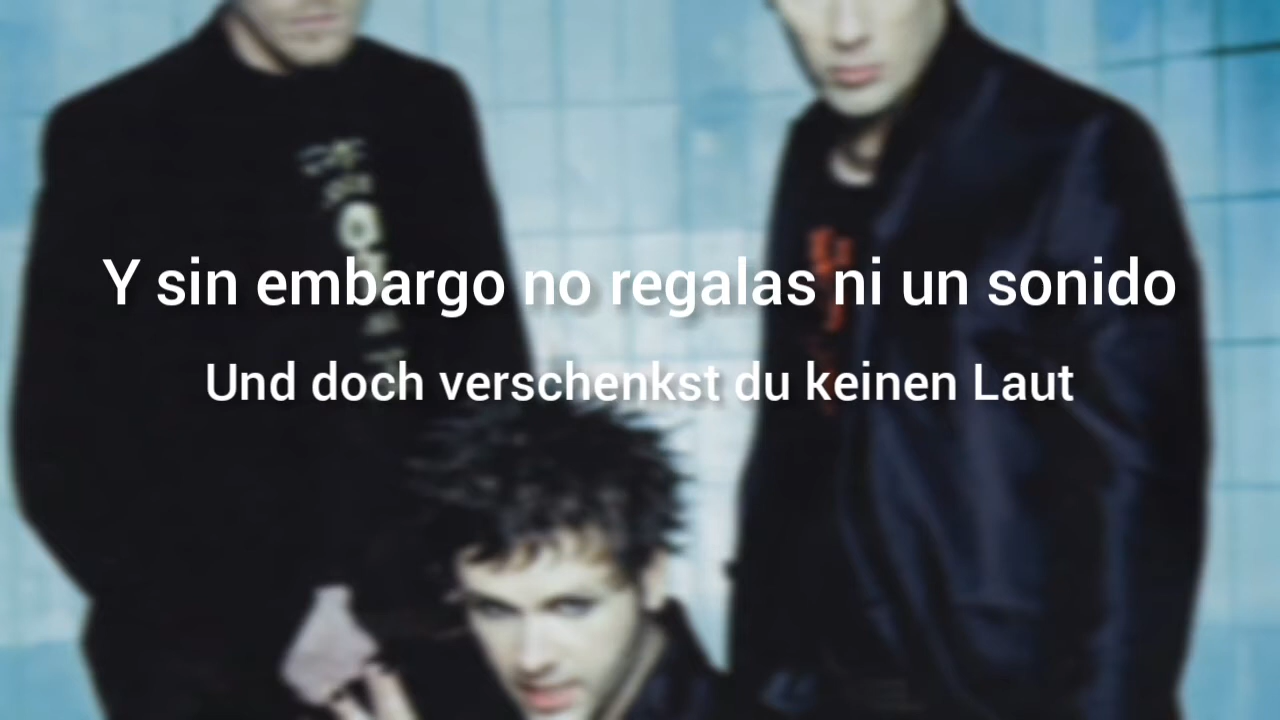 Y sin embargo no regalas ni un sonido
Und doch verschenkst du keinen Laut